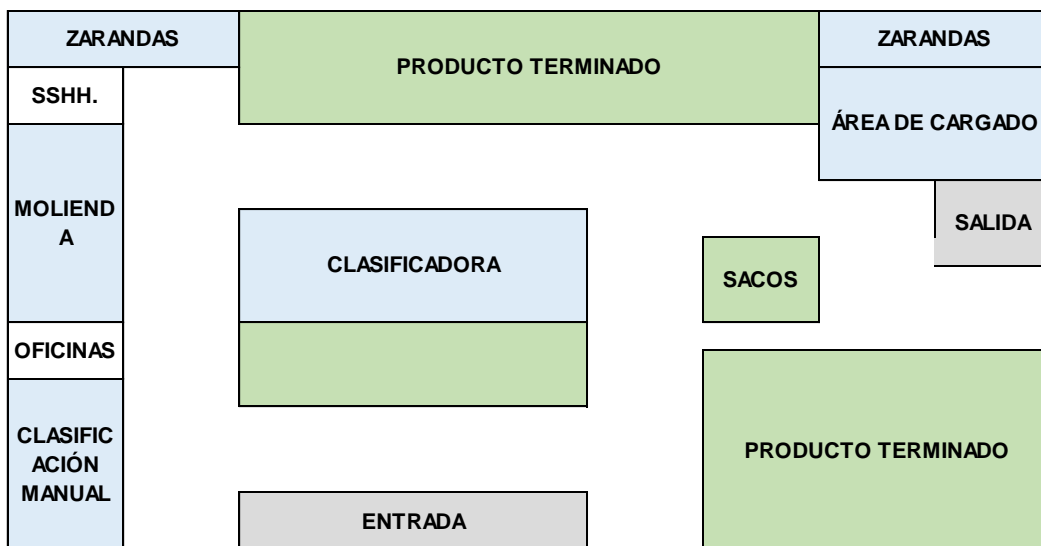 ZARANDAS
PRODUCTO TERMINADO
ZARANDAS
SSHH.
ÁREA DE CARGADO
MOLIEND
A
SALIDA
CLASIFICADORA
SACOS
OFICINAS
CLASIFIC
ACIÓN
MANUAL
PRODUCTO TERMINADO
ENTRADA